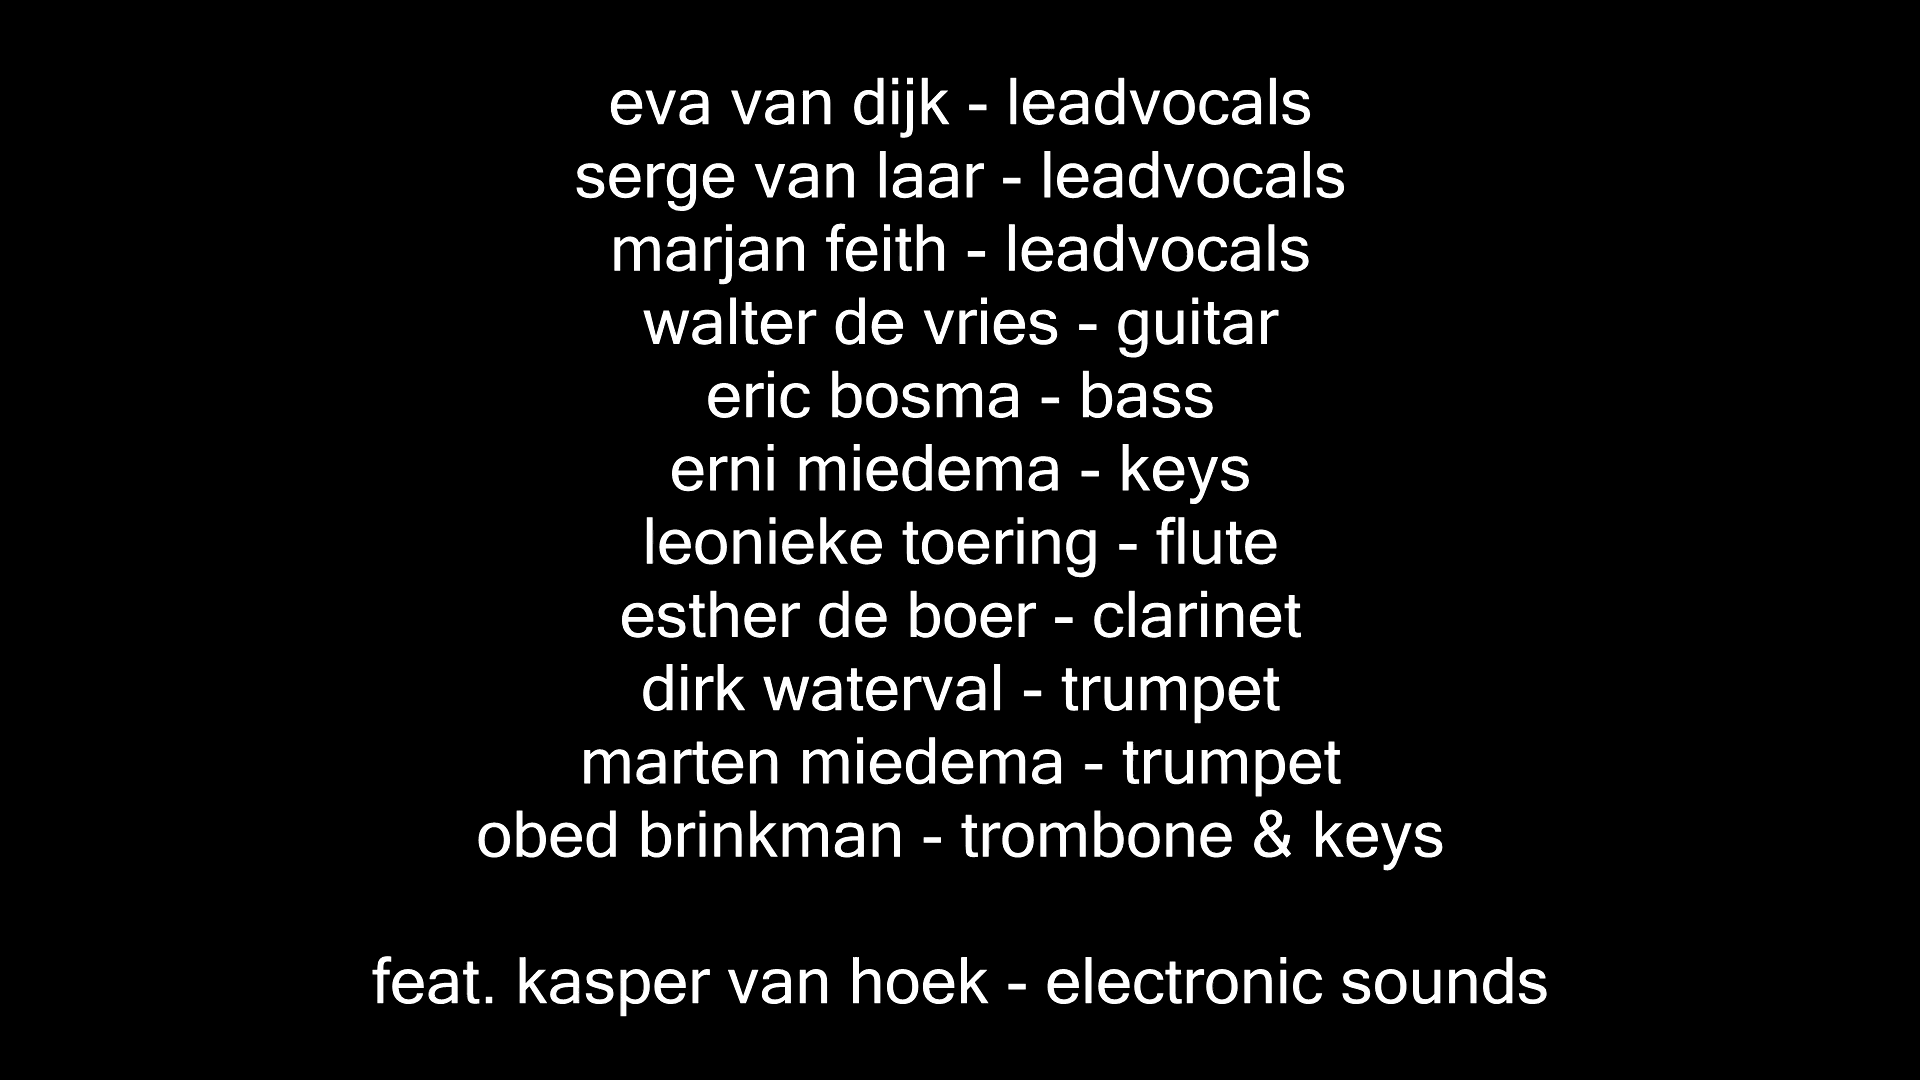 eva van dijk - leadvocals
serge van laar - leadvocals
marjan feith - leadvocals
walter de vries - guitar
eric bosma - bass
erni miedema - keys
leonieke toering - flute
esther de boer - clarinet
dirk waterval - trumpet
marten miedema - trumpet
obed brinkman - trombone & keys
feat. kasper van hoek - electronic sounds